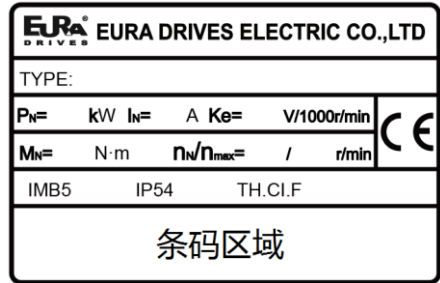 EURA DRIVES EURA DRIVES ELECTRIC CO.,LTD
TYPE:
PN= kW IN= A Ke= V/1000r/min
MN= N·m nN/nmax= / r/min
CE
IMB5 IP54 TH.CI.F
条码区域